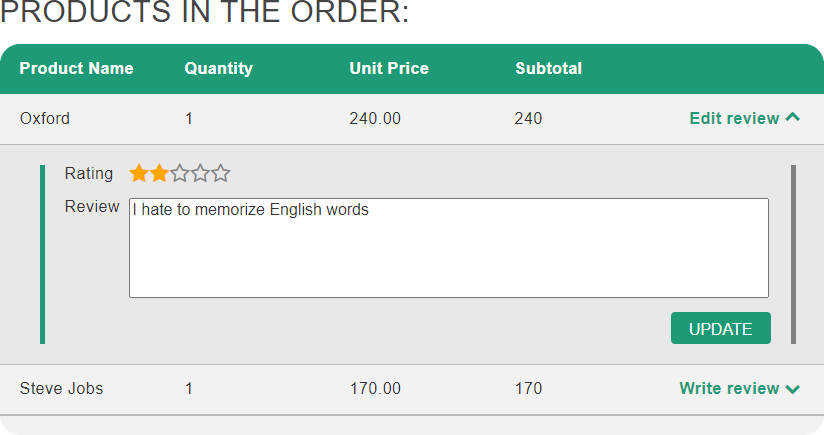 PRODUCTS IN THE ORDER:
Product Name Quantity Unit Price Subtotal
Oxford 1 240.00 240 Edit review
Rating
Review I hate to memorize English words
UPDATE
Steve Jobs 1 170.00 170 Write review